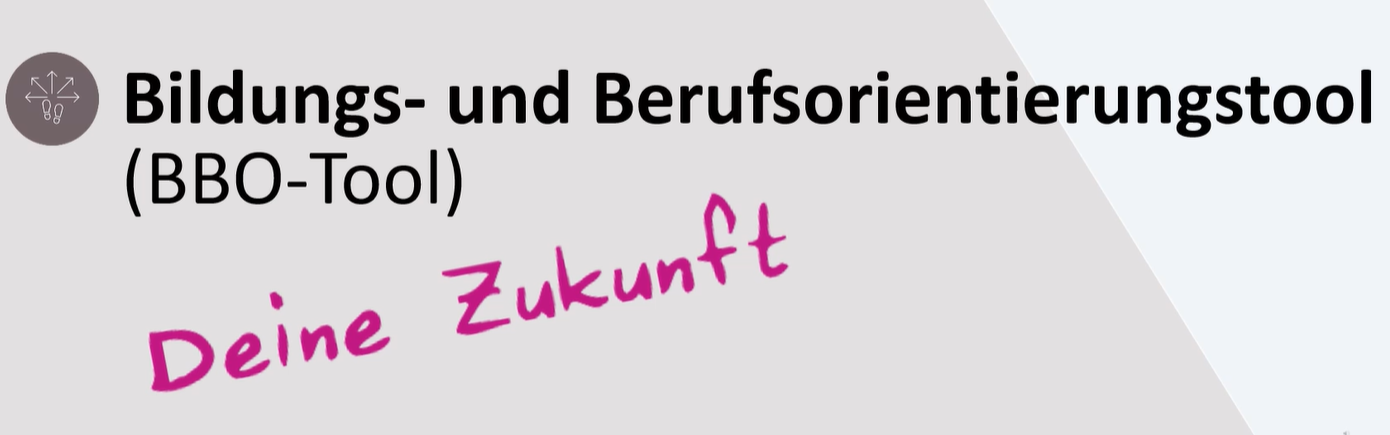 Bildungs- und Berufsorientierungstool
(BBO-Tool)
Deine Zukunft